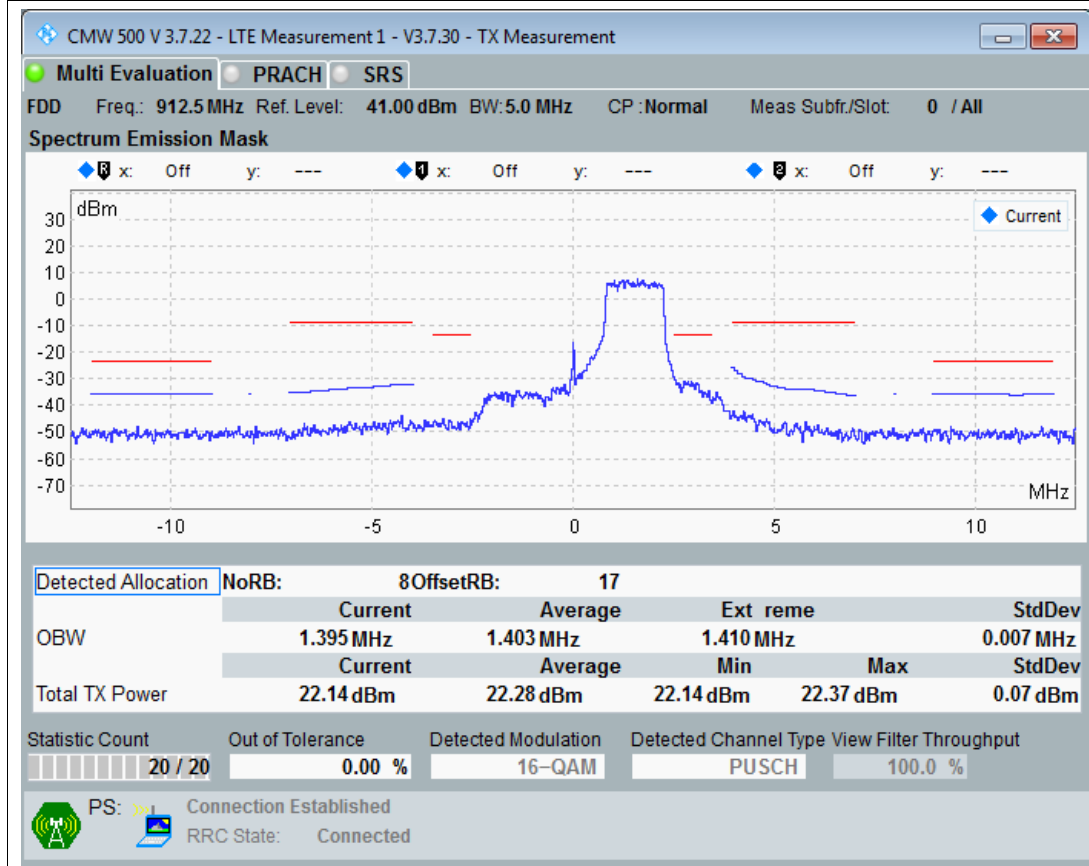 CMW 500 V 3.7.22 - LTE Measurement 1 - V3.7.30 - TX Measurement
Multi Evaluation PRACH SRS
FDD Freq.: 912.5 MHz Ref. Level: 41.00 dBm BW: 5.0 MHz CP : Normal Meas Subfr./Slot: 0 / All
Spectrum Emission Mask
R x: Off y: --- 1 x: Off y: --- 2 x: Off y: ---
dBm
Current
30
20
10
0
-10
-20
-30
-40
-50
-60
-70
MHz
-10 -5 0 5 10
Detected Allocation NoRB: 8 OffsetRB: 17
Current Average Ext reme StdDev
OBW 1.395 MHz 1.403 MHz 1.410 MHz 0.007 MHz
Current Average Min Max StdDev
Total TX Power 22.14 dBm 22.28 dBm 22.14 dBm 22.37 dBm 0.07 dBm
Statistic Count Out of Tolerance Detected Modulation Detected Channel Type View Filter Throughput
20 / 20 0.00 % 16-QAM PUSCH 100.0 %
PS: Connection Established
RRC State: Connected